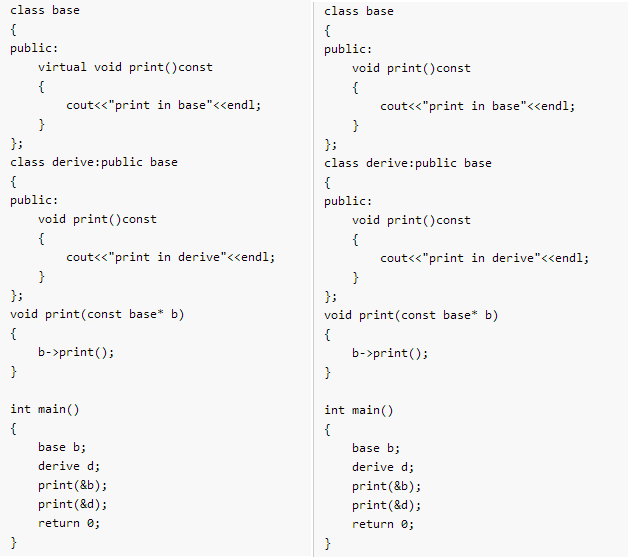 class base
{
public:
    virtual void print()const
    {
        cout<<"print in base"<<endl;
    }
};
class derive:public base
{
public:
    void print()const
    {
        cout<<"print in derive"<<endl;
    }
};
void print(const base* b)
{
    b->print();
}

int main()
{
    base b;
    derive d;
    print(&b);
    print(&d);
    return 0;
}
class base
{
public:
    void print()const
    {
        cout<<"print in base"<<endl;
    }
};
class derive:public base
{
public:
    void print()const
    {
        cout<<"print in derive"<<endl;
    }
};
void print(const base* b)
{
    b->print();
}

int main()
{
    base b;
    derive d;
    print(&b);
    print(&d);
    return 0;
}